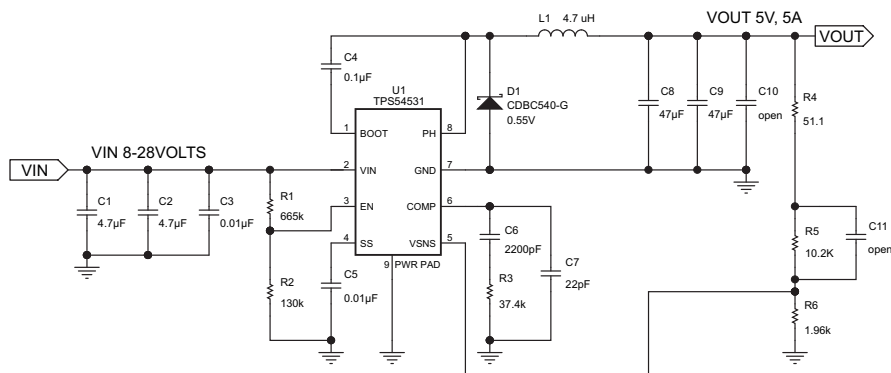 L1 4.7 uH
VOUT 5V, 5A
VOUT
C4
0.1µF
U1
TPS54531
D1
CDBC540-G
0.55V
C8
47µF
C9
47µF
C10
open
R4
51.1
1 BOOT
PH 8
VIN
VIN 8-28VOLTS
2 VIN
GND 7
C1
4.7µF
C2
4.7µF
C3
0.01µF
R1
665k
3 EN
COMP 6
4 SS
VSNS 5
9 PWR PAD
C6
2200pF
C7
22pF
R3
37.4k
R2
130k
C5
0.01µF
R5
10.2K
C11
open
R6
1.96k